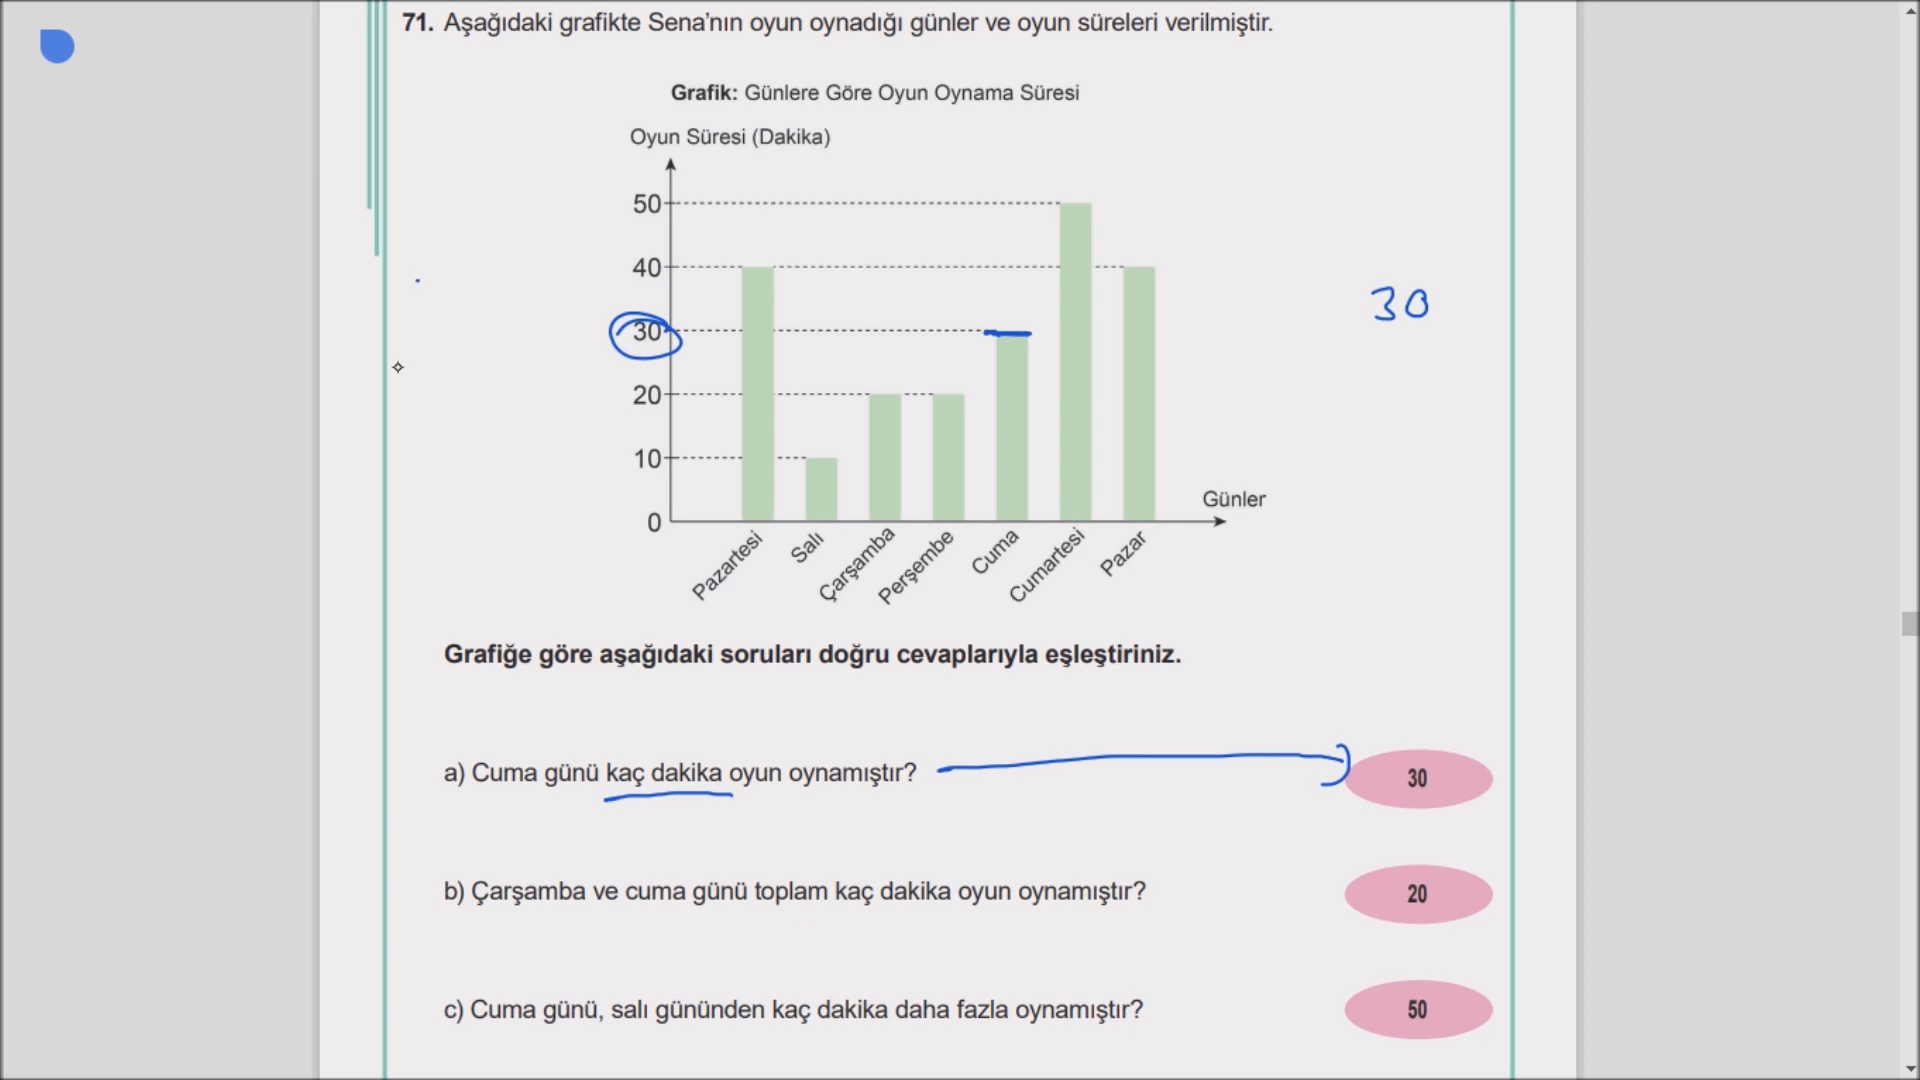 71. Aşağıdaki grafikte Sena’nın oyun oynadığı günler ve oyun süreleri verilmiştir.
Grafik: Günlere Göre Oyun Oynama Süresi
Oyun Süresi (Dakika)
50
40
30
20
10
0
30
Günler
Pazartesi
Salı
Çarşamba
Perşembe
Cuma
Cumartesi
Pazar
Grafiğe göre aşağıdaki soruları doğru cevaplarıyla eşleştiriniz.
a) Cuma günü kaç dakika oyun oynamıştır?
30
b) Çarşamba ve cuma günü toplam kaç dakika oyun oynamıştır?
20
c) Cuma günü, salı gününden kaç dakika daha fazla oynamıştır?
50